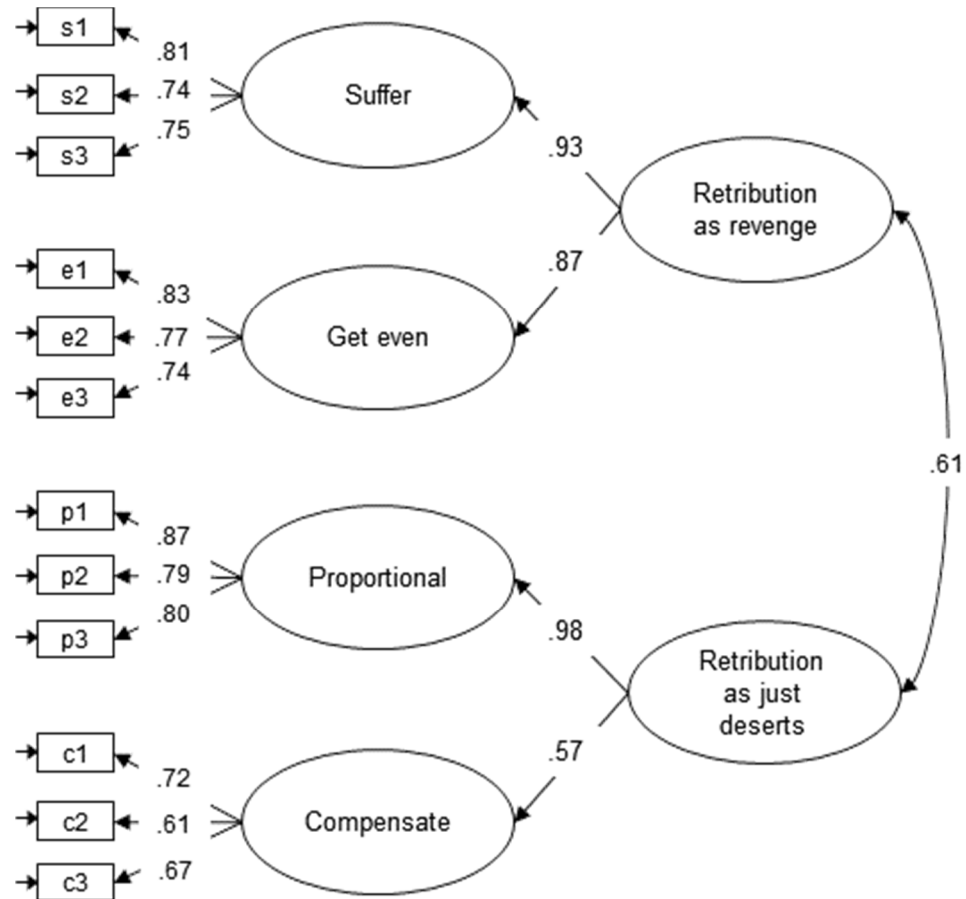 s1
.81
s2
.74
s3
.75
Suffer
.93
Retribution
as revenge
.87
e1
.83
e2
.77
e3
.74
Get even
.61
p1
.87
p2
.79
p3
.80
Proportional
.98
Retribution
as just
deserts
.57
c1
.72
c2
.61
c3
.67
Compensate